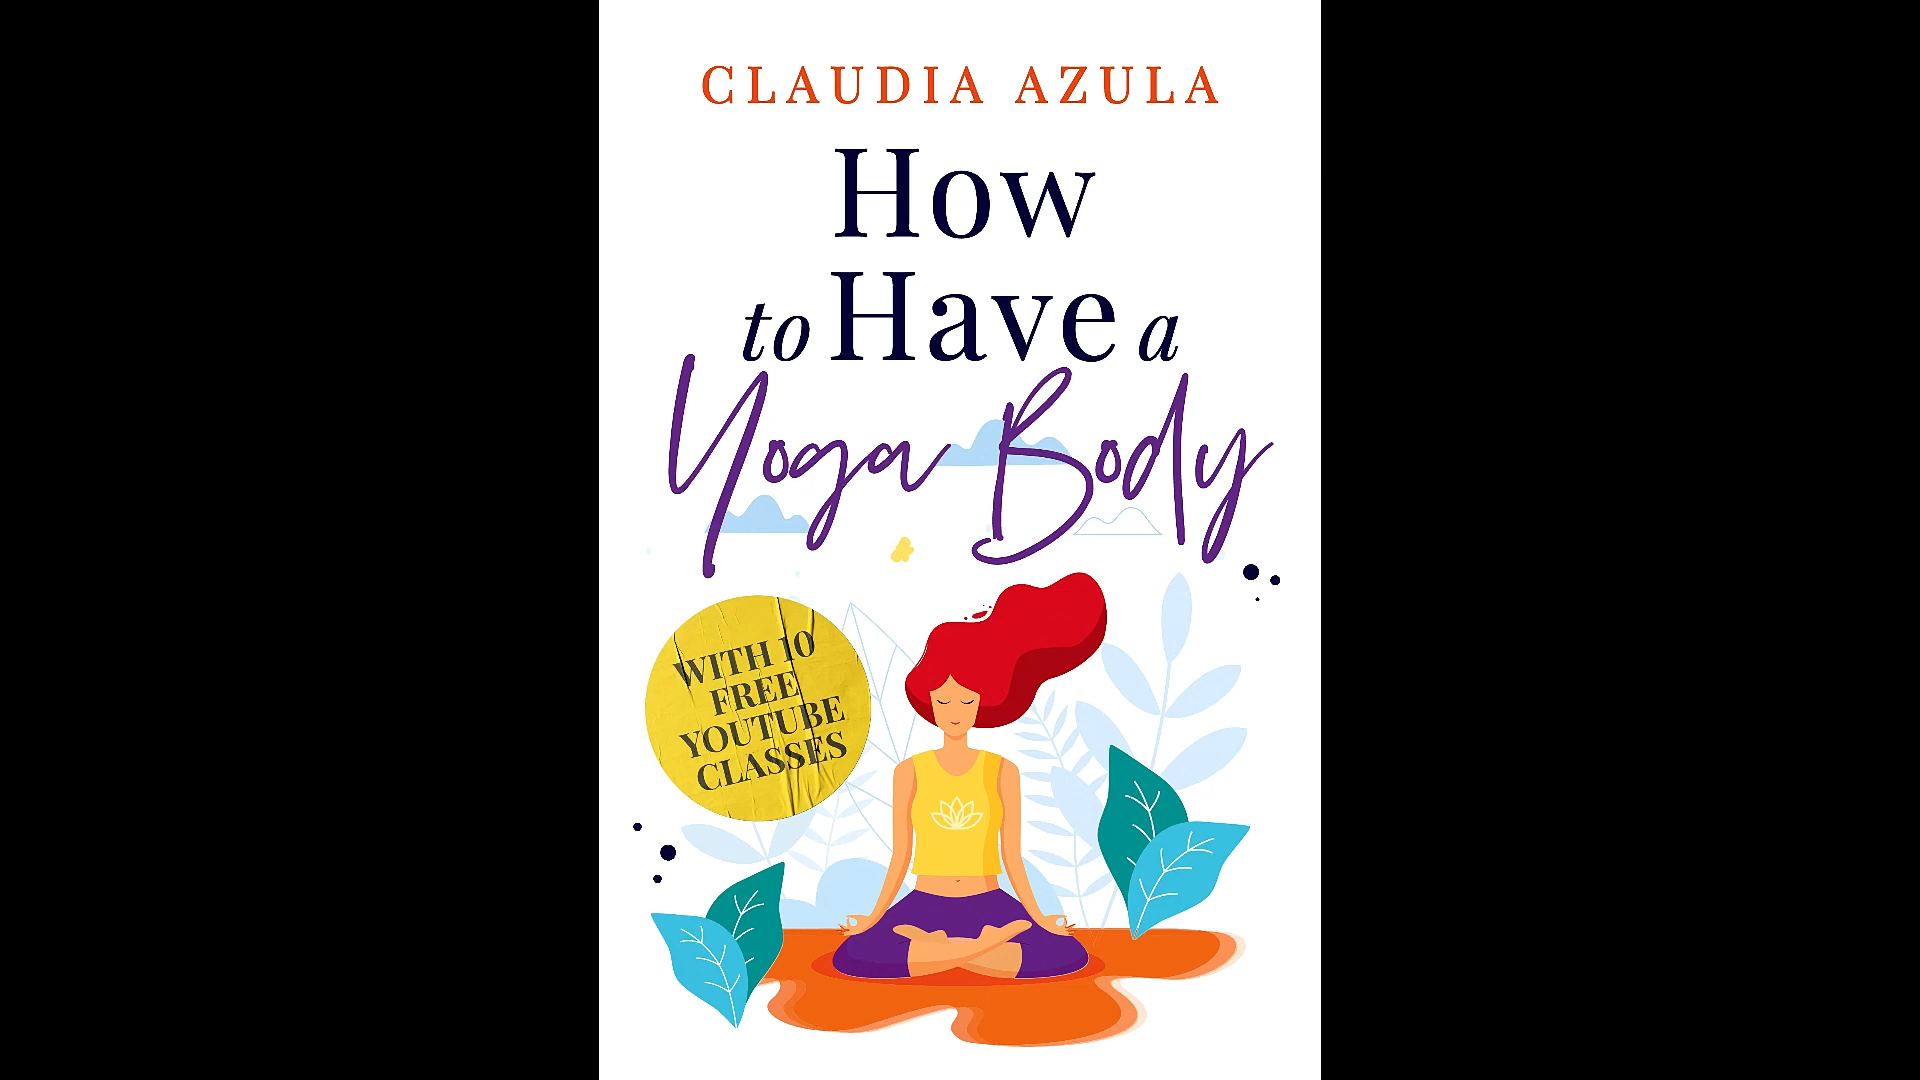 CLAUDIA AZULA
How
to Have a
Yoga Body
WITH 10
FREE
YOUTUBE
CLASSES